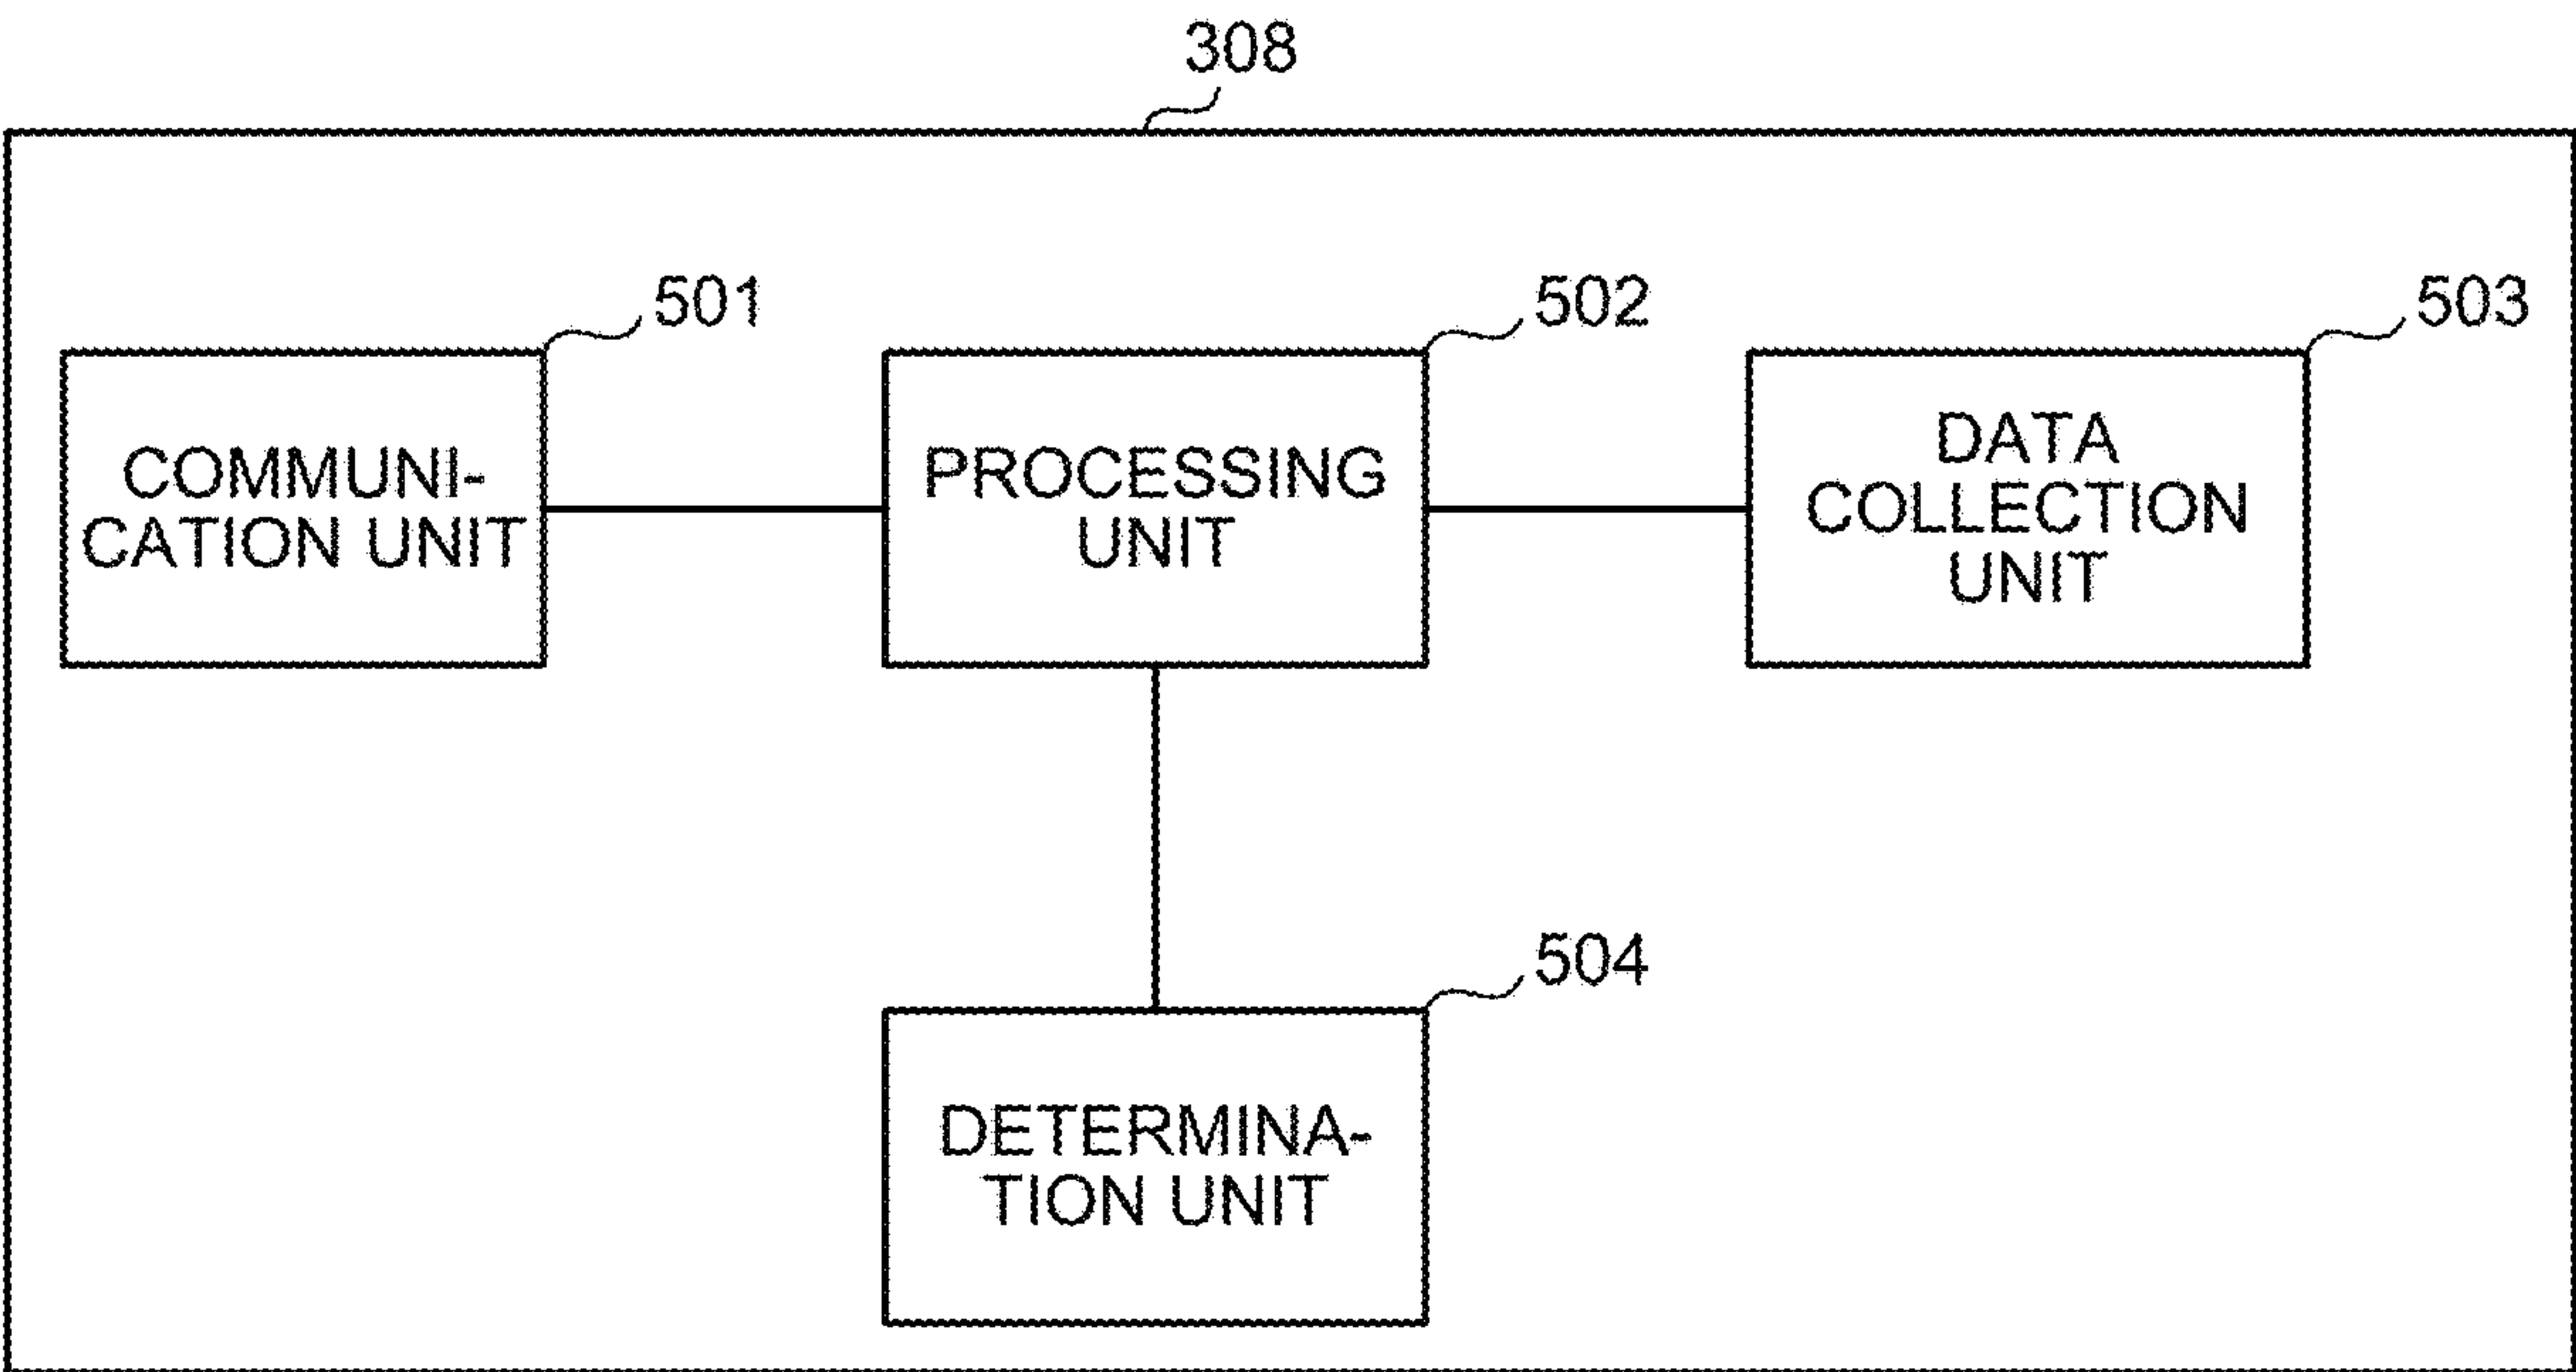 308
501
COMMUNI-
CATION UNIT
502
PROCESSING
UNIT
503
DATA
COLLECTION
UNIT
504
DETERMINA-
TION UNIT